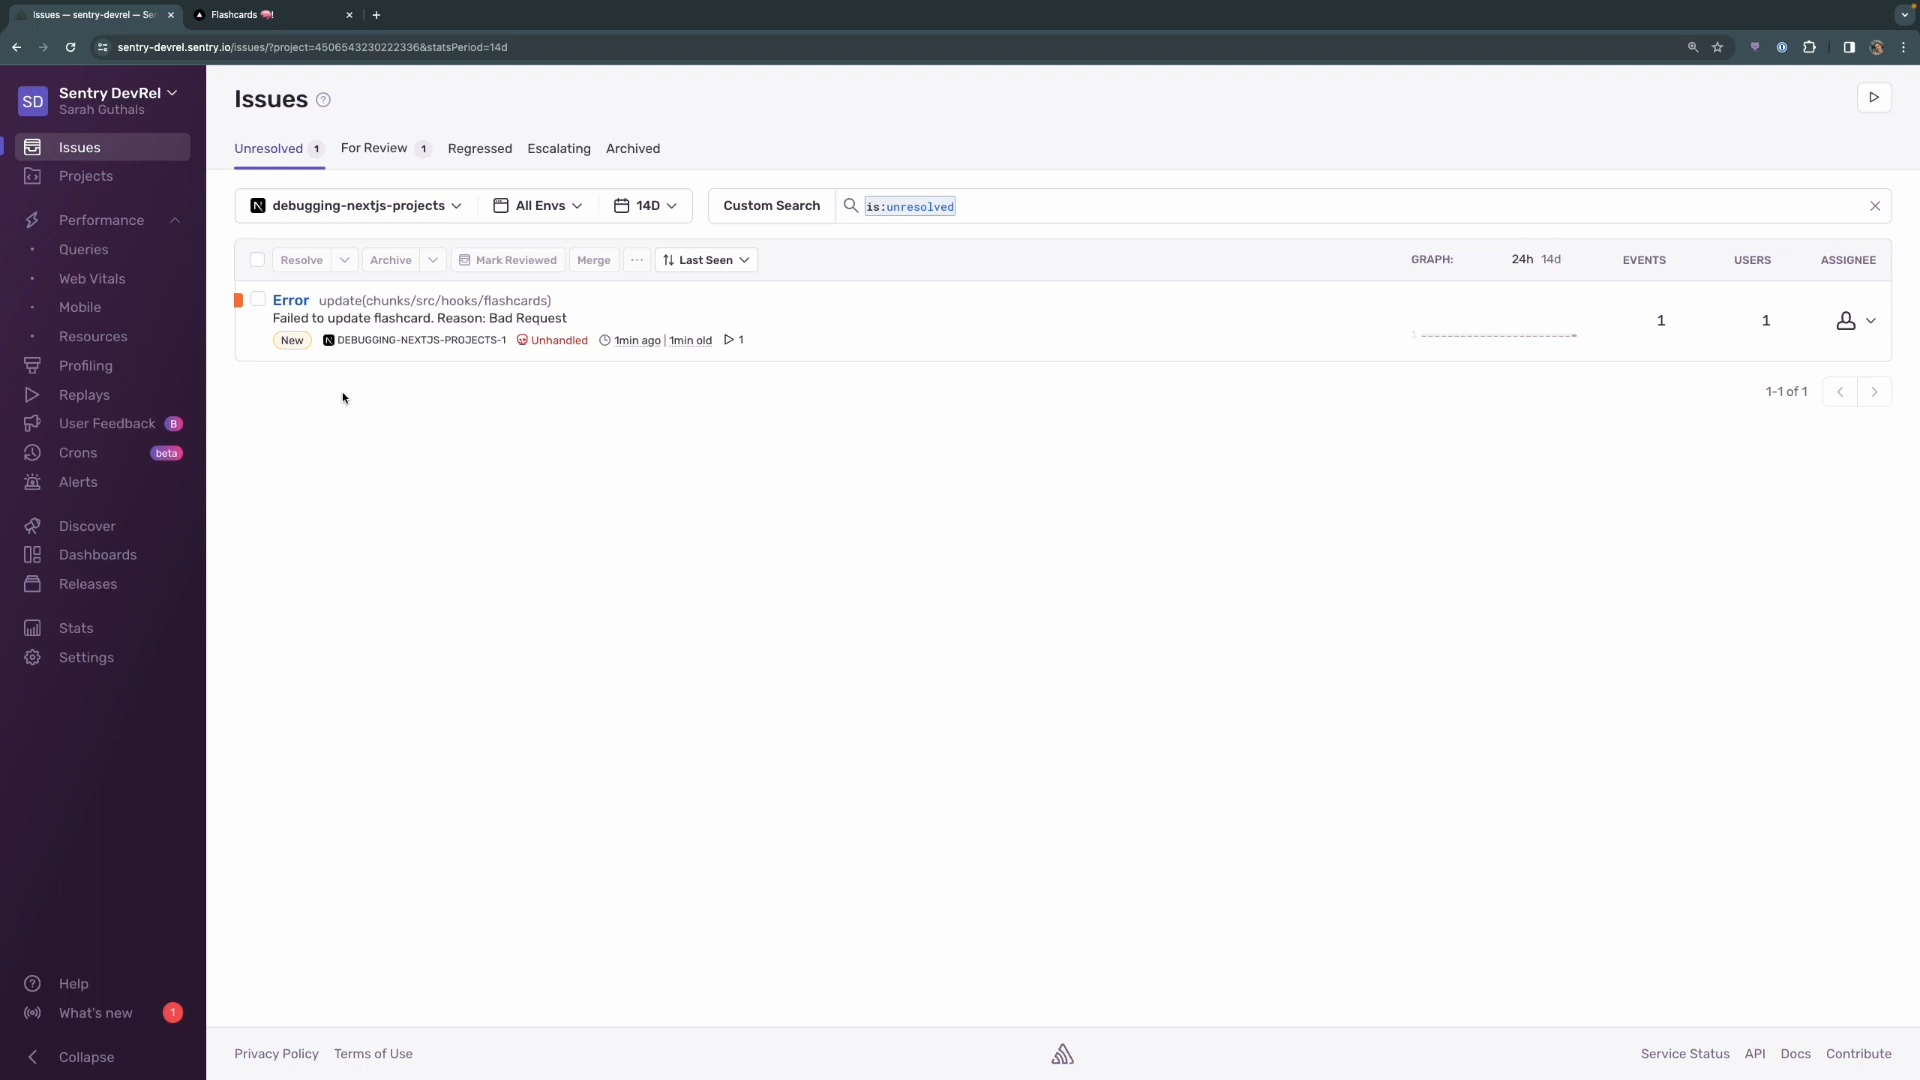 Issues — sentry-devrel — Se
Flashcards 🧠!
sentry-devrel.sentry.io/issues/?project=4506543230222336&statsPeriod=14d
SD
Sentry DevRel
Sarah Guthals
Issues
Projects
Performance
Queries
Web Vitals
Mobile
Resources
Profiling
Replays
User Feedback B
Crons beta
Alerts
Discover
Dashboards
Releases
Stats
Settings
Help
What's new 1
Collapse
Issues
Unresolved 1 For Review 1 Regressed Escalating Archived
debugging-nextjs-projects All Envs 14D Custom Search is:unresolved
Resolve Archive Mark Reviewed Merge ... Last Seen GRAPH: 24h 14d EVENTS USERS ASSIGNEE
Error update(chunks/src/hooks/flashcards)
Failed to update flashcard. Reason: Bad Request
New DEBUGGING-NEXTJS-PROJECTS-1 Unhandled 1min ago | 1min old 1
1 1 1
1-1 of 1
Privacy Policy Terms of Use Service Status API Docs Contribute